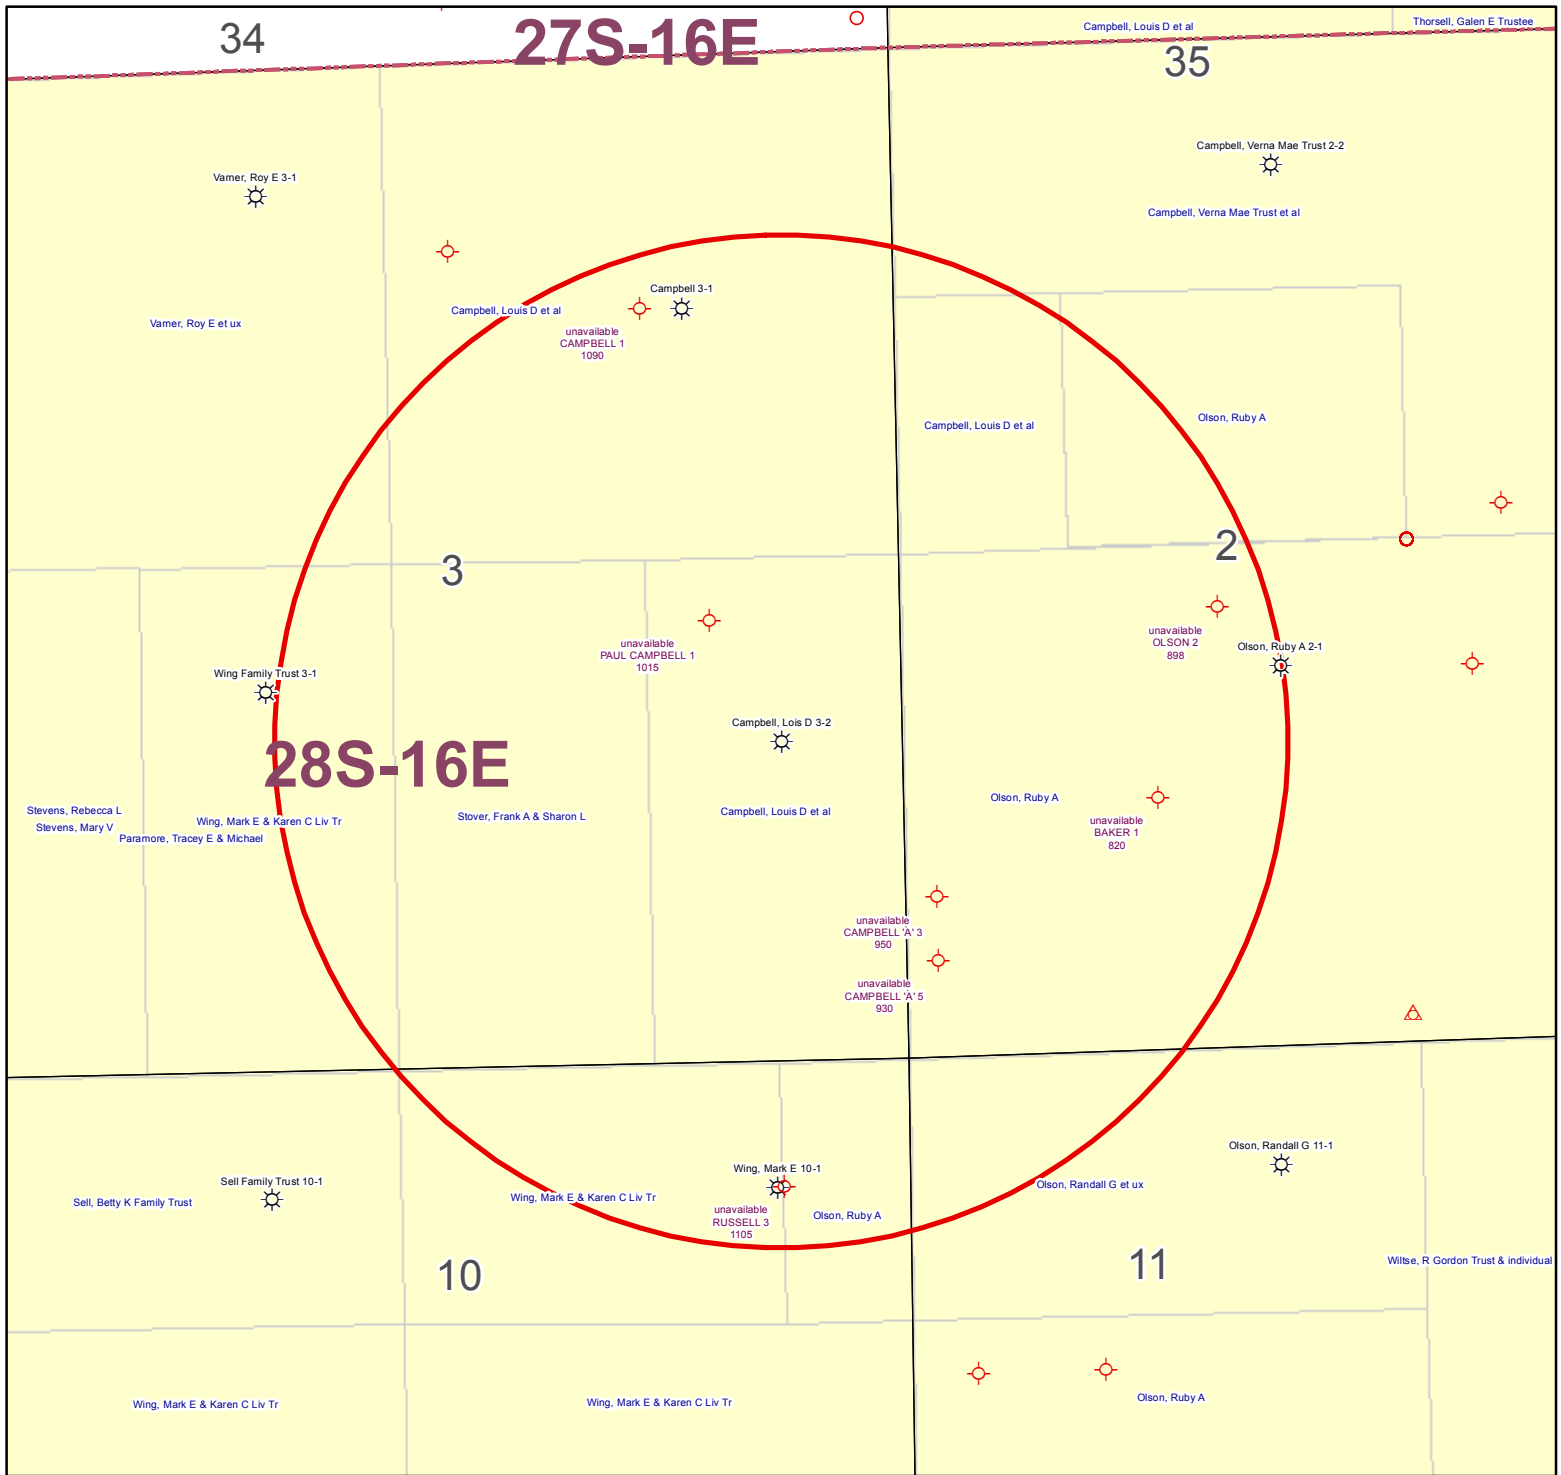 34
27S-16E
Campbell, Louis D et al
Thorsell, Galen E Trustee
35
Campbell, Verna Mae Trust 2-2
Varner, Roy E 3-1
Campbell, Verna Mae Trust et al
Campbell 3-1
Campbell, Louis D et al
Varner, Roy E et ux
unavailable
CAMPBELL 1
1090
Campbell, Louis D et al
Olson, Ruby A
3
2
unavailable
PAUL CAMPBELL 1
1015
unavailable
OLSON 2
898
Olson, Ruby A 2-1
Wing Family Trust 3-1
Campbell, Lois D 3-2
28S-16E
Stevens, Rebecca L
Stevens, Mary V
Paramore, Tracey E & Michael
Wing, Mark E & Karen C Liv Tr
Stover, Frank A & Sharon L
Campbell, Louis D et al
Olson, Ruby A
unavailable
BAKER 1
820
unavailable
CAMPBELL 'A' 3
950
unavailable
CAMPBELL 'A' 5
930
Olson, Randall G 11-1
Wing, Mark E 10-1
Sell Family Trust 10-1
Sell, Betty K Family Trust
Wing, Mark E & Karen C Liv Tr
Olson, Randall G et ux
unavailable
RUSSELL 3
1105
Olson, Ruby A
10
11
Wiltse, R Gordon Trust & individual
Wing, Mark E & Karen C Liv Tr
Wing, Mark E & Karen C Liv Tr
Olson, Ruby A